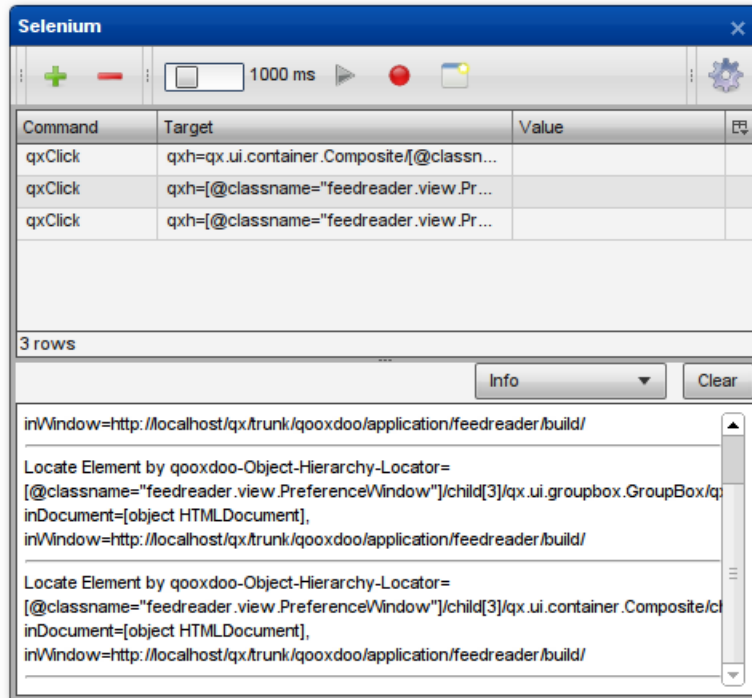 Selenium
1000 ms
Command Target Value
qxClick qxh=qx.ui.container.Composite/[@classn...
qxClick qxh=[@classname="feedreader.view.Pr...
qxClick qxh=[@classname="feedreader.view.Pr...
3 rows
Info Clear
inWindow=http://localhost/qx/trunk/qooxdoo/application/feedreader/build/
Locate Element by qooxdoo-Object-Hierarchy-Locator=
[@classname="feedreader.view.PreferenceWindow"]/child[3]/qx.ui.groupbox.GroupBox/qx
inDocument=[object HTMLDocument],
inWindow=http://localhost/qx/trunk/qooxdoo/application/feedreader/build/
Locate Element by qooxdoo-Object-Hierarchy-Locator=
[@classname="feedreader.view.PreferenceWindow"]/child[3]/qx.ui.container.Composite/ch
inDocument=[object HTMLDocument],
inWindow=http://localhost/qx/trunk/qooxdoo/application/feedreader/build/